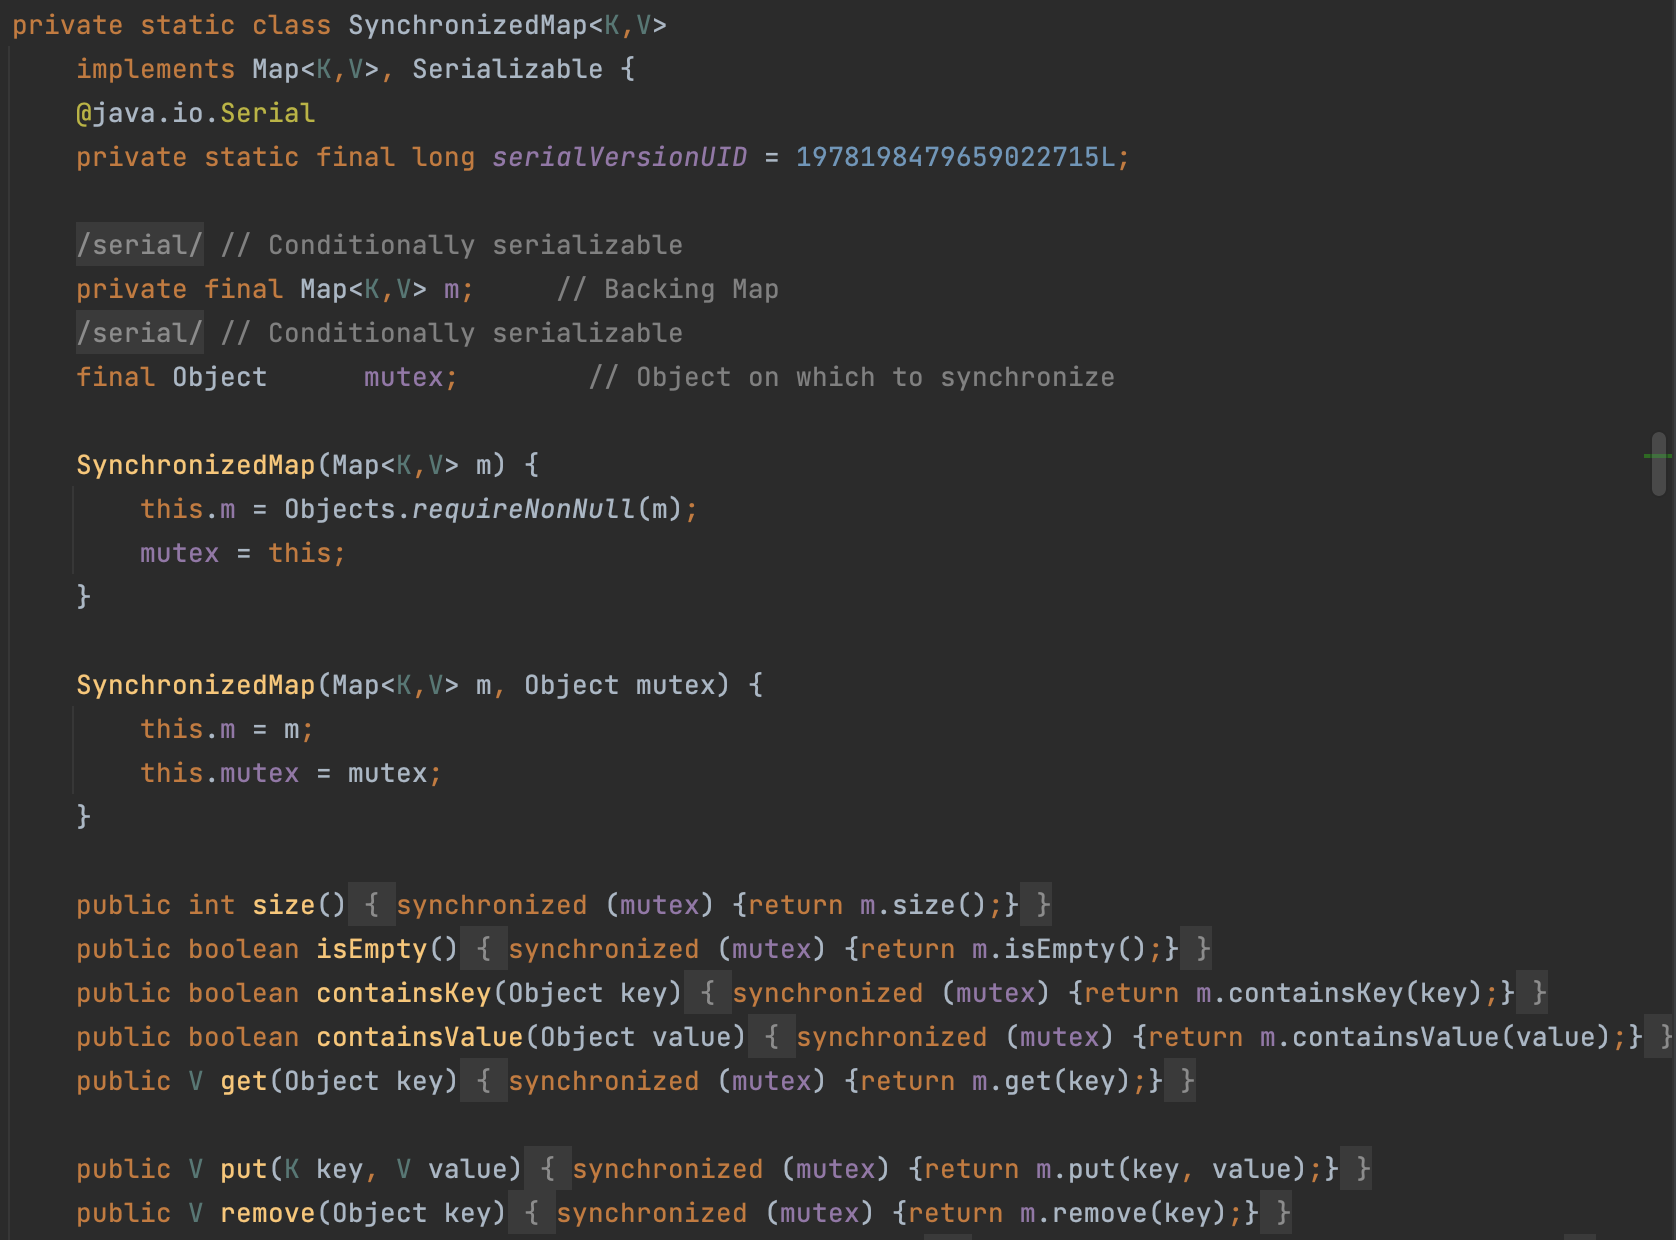 private static class SynchronizedMap<K,V>
    implements Map<K,V>, Serializable {
    @java.io.Serial
    private static final long serialVersionUID = 1978198479659022715L;

    /serial/ // Conditionally serializable
    private final Map<K,V> m;     // Backing Map
    /serial/ // Conditionally serializable
    final Object      mutex;        // Object on which to synchronize

    SynchronizedMap(Map<K,V> m) {
        this.m = Objects.requireNonNull(m);
        mutex = this;
    }

    SynchronizedMap(Map<K,V> m, Object mutex) {
        this.m = m;
        this.mutex = mutex;
    }

    public int size() { synchronized (mutex) {return m.size();} }
    public boolean isEmpty() { synchronized (mutex) {return m.isEmpty();} }
    public boolean containsKey(Object key) { synchronized (mutex) {return m.containsKey(key);} }
    public boolean containsValue(Object value) { synchronized (mutex) {return m.containsValue(value);} }
    public V get(Object key) { synchronized (mutex) {return m.get(key);} }

    public V put(K key, V value) { synchronized (mutex) {return m.put(key, value);} }
    public V remove(Object key) { synchronized (mutex) {return m.remove(key);} }